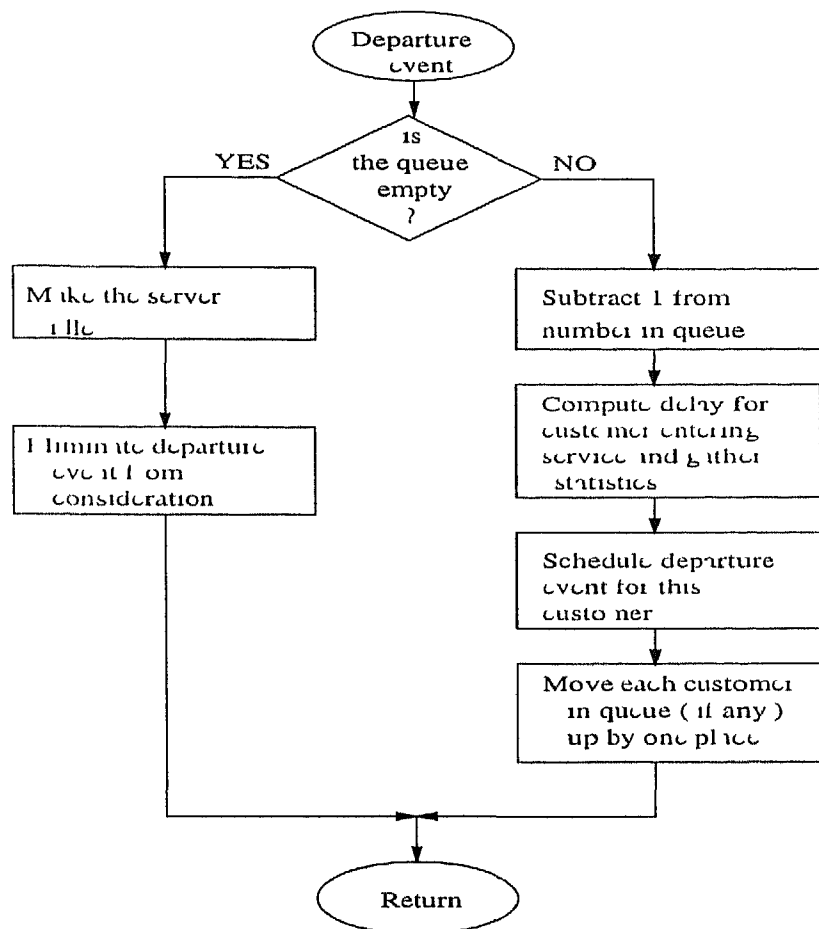 Departure
event
Is
the queue
empty
?
YES
NO
Make the server
idle
Eliminate departure
event from
consideration
Subtract 1 from
number in queue
Compute delay for
customer entering
service and gather
statistics
Schedule departure
event for this
customer
Move each customer
in queue ( if any )
up by one place
Return